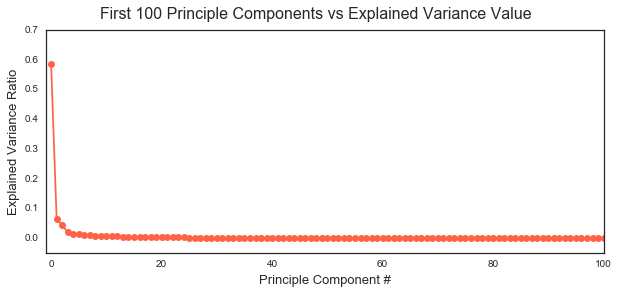 First 100 Principle Components vs Explained Variance Value
0.7
0.6
0.5
0.4
0.3
0.2
0.1
0.0
Explained Variance Ratio
0 20 40 60 80 100
Principle Component #